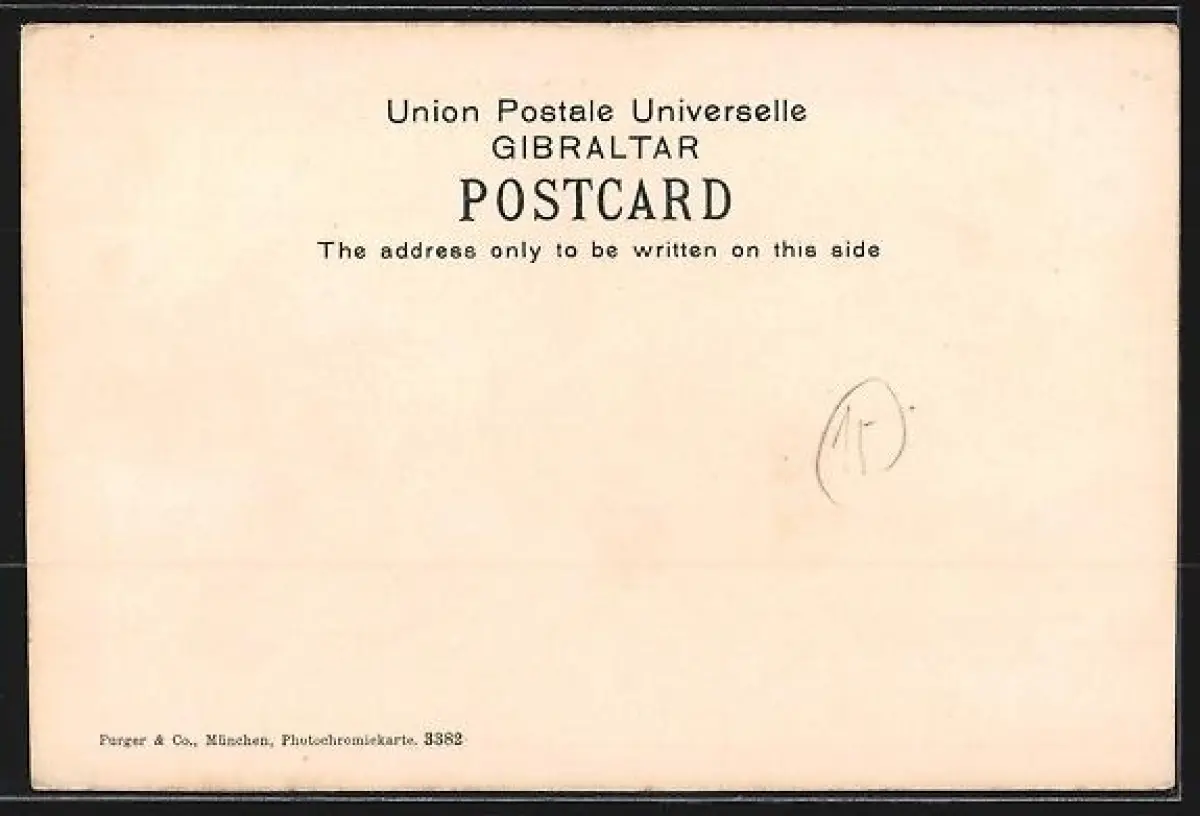 Union Postale Universelle
GIBRALTAR
POSTCARD
The address only to be written on this side
15
Purger & Co., München, Photochromiekarte. 3382